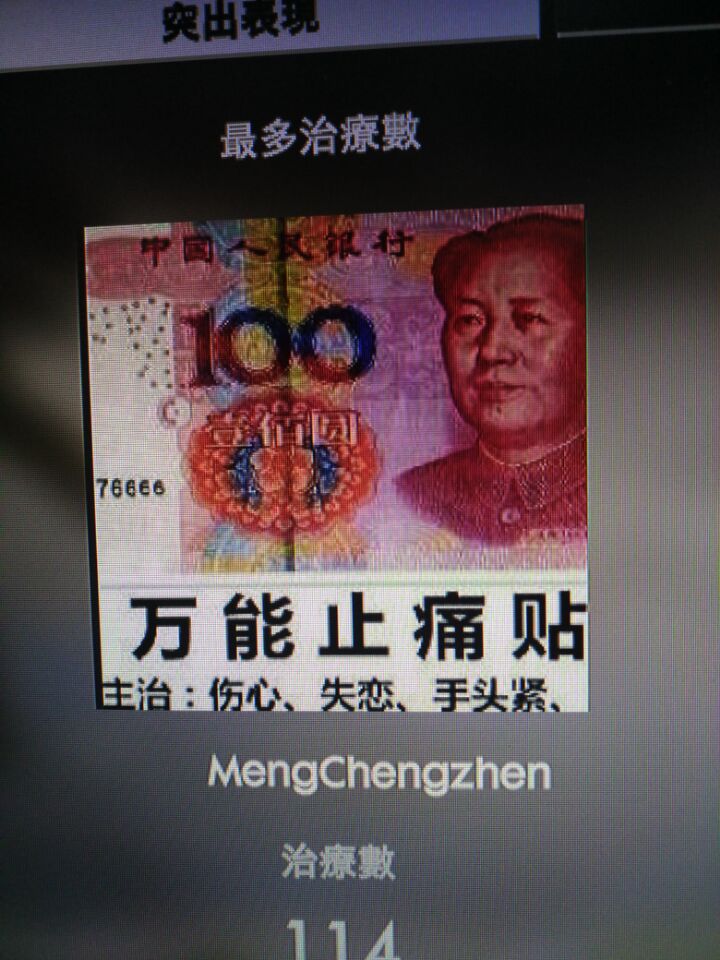 突出表現
最多治療數
中国人民银行
100
壹佰圆
76666
万能止痛贴
主治：伤心、失恋、手头紧、
MengChengzhen
治療數
114